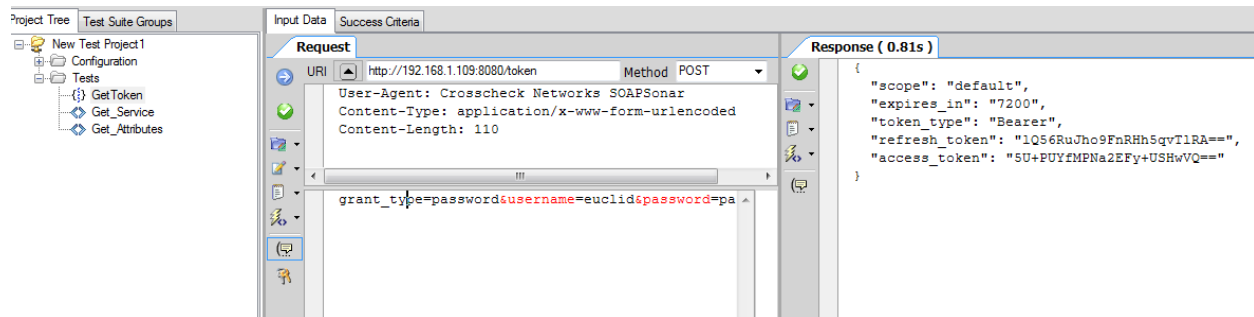 Project Tree
Test Suite Groups
New Test Project1
Configuration
Tests
GetToken
Get_Service
Get_Attributes
Input Data
Success Criteria
Request
URI http://192.168.1.109:8080/token Method POST
User-Agent: Crosscheck Networks SOAPSonar
Content-Type: application/x-www-form-urlencoded
Content-Length: 110
grant_type=password&username=euclid&password=pa
Response ( 0.81s )
{
"scope": "default",
"expires_in": "7200",
"token_type": "Bearer",
"refresh_token": "lQ56RuJho9FnRHh5qvTlRA==",
"access_token": "5U+PUYfMPNa2EFy+USHwVQ=="
}